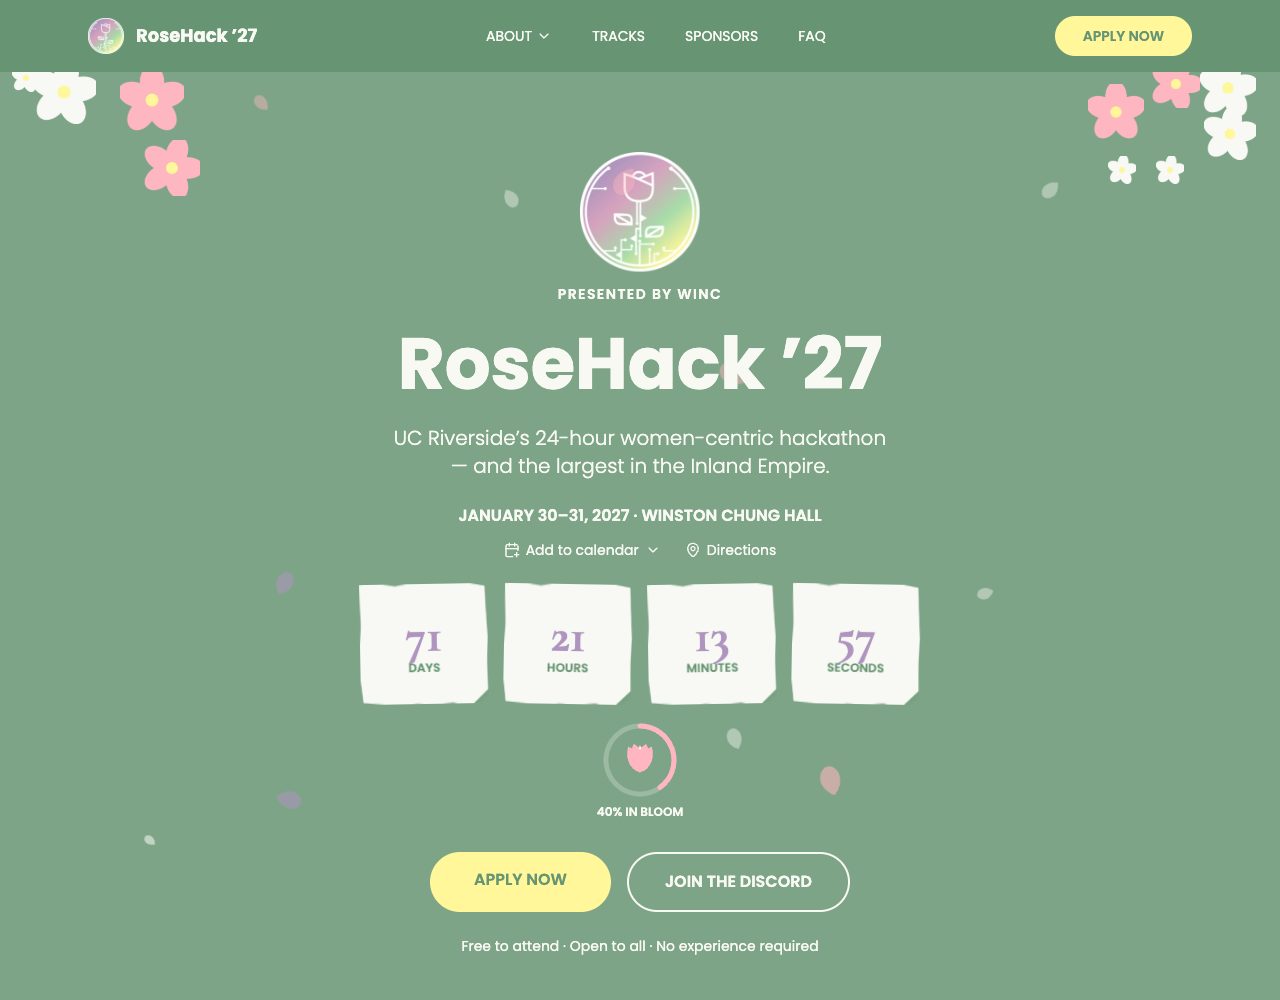 RoseHack ’27
ABOUT
TRACKS
SPONSORS
FAQ
APPLY NOW
PRESENTED BY WINC
RoseHack ’27
UC Riverside’s 24-hour women-centric hackathon
— and the largest in the Inland Empire.
JANUARY 30–31, 2027 · WINSTON CHUNG HALL
Add to calendar
Directions
71
DAYS
21
HOURS
13
MINUTES
57
SECONDS
40% IN BLOOM
APPLY NOW
JOIN THE DISCORD
Free to attend · Open to all · No experience required